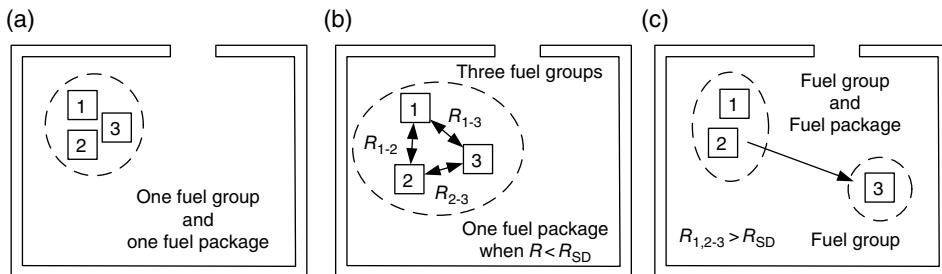 (a)
1
2
3
One fuel group
and
one fuel package
(b)
Three fuel groups
1
R1-3
R1-2
3
2
R2-3
One fuel package
when R < RSD
(c)
Fuel group
and
Fuel package
1
2
3
R1,2-3 > RSD
Fuel group